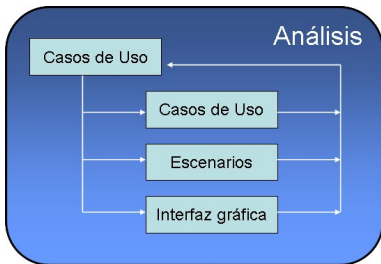 Análisis
Casos de Uso
Casos de Uso
Escenarios
Interfaz gráfica